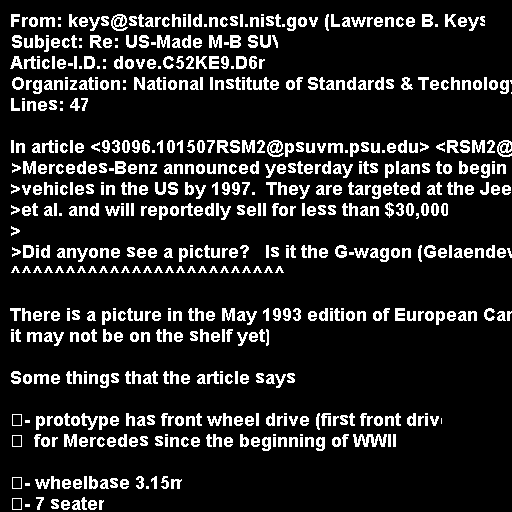 From: keys@starchild.ncsl.nist.gov (Lawrence B. Keys
Subject: Re: US-Made M-B SUV
Article-I.D.: dove.C52KE9.D6r
Organization: National Institute of Standards & Technology
Lines: 47
In article <93096.101507RSM2@psuvm.psu.edu> <RSM2@
>Mercedes-Benz announced yesterday its plans to begin
>vehicles in the US by 1997.  They are targeted at the Jee
>et al. and will reportedly sell for less than $30,000
>
>Did anyone see a picture?   Is it the G-wagon (Gelaendev
^^^^^^^^^^^^^^^^^^^^^^^^^
There is a picture in the May 1993 edition of European Car
it may not be on the shelf yet)
Some things that the article says
- prototype has front wheel drive (first front drive
for Mercedes since the beginning of WWII
- wheelbase 3.15m
- 7 seater